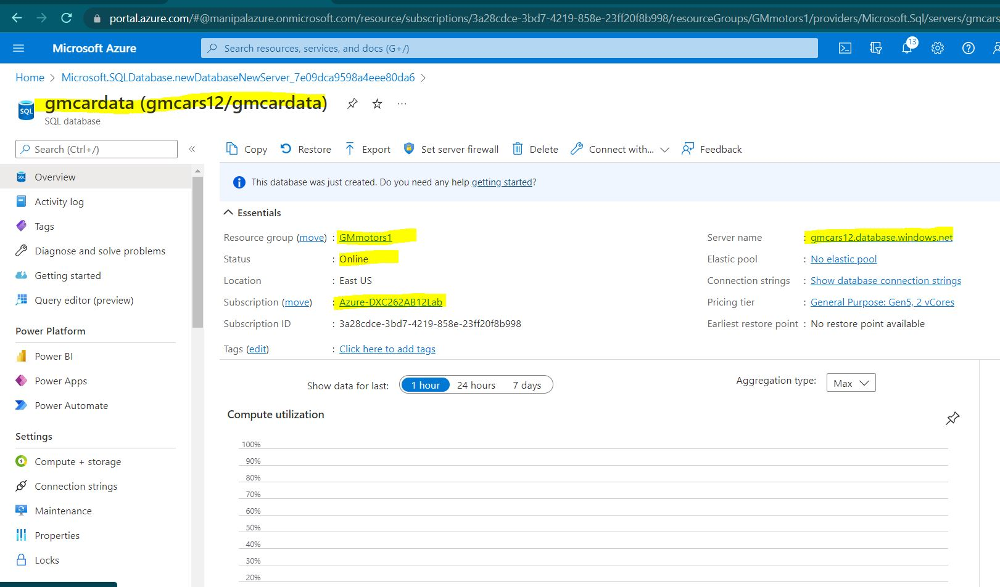 portal.azure.com/#@manipalazure.onmicrosoft.com/resource/subscriptions/3a28cdce-3bd7-4219-858e-23ff20f8b998/resourceGroups/GMmotors1/providers/Microsoft.Sql/servers/gmcars
Microsoft Azure
Search resources, services, and docs (G+/)
13
Home > Microsoft.SQLDatabase.newDatabaseNewServer_7e09dca9598a4eee80da6 >
gmcardata (gmcars12/gmcardata) ...
SQL
SQL database
Search (Ctrl+/) «
Copy Restore Export Set server firewall Delete Connect with... Feedback
Overview
Activity log
Tags
Diagnose and solve problems
Getting started
Query editor (preview)
Power Platform
Power BI
Power Apps
Power Automate
Settings
Compute + storage
Connection strings
Maintenance
Properties
Locks
This database was just created. Do you need any help getting started?
Essentials
Resource group (move) : GMmotors1
Status : Online
Location : East US
Subscription (move) : Azure-DXC262AB12Lab
Subscription ID : 3a28cdce-3bd7-4219-858e-23ff20f8b998
Tags (edit) : Click here to add tags
Server name : gmcars12.database.windows.net
Elastic pool : No elastic pool
Connection strings : Show database connection strings
Pricing tier : General Purpose: Gen5, 2 vCores
Earliest restore point : No restore point available
Show data for last: 1 hour 24 hours 7 days
Aggregation type: Max
Compute utilization
100%
90%
80%
70%
60%
50%
40%
30%
20%